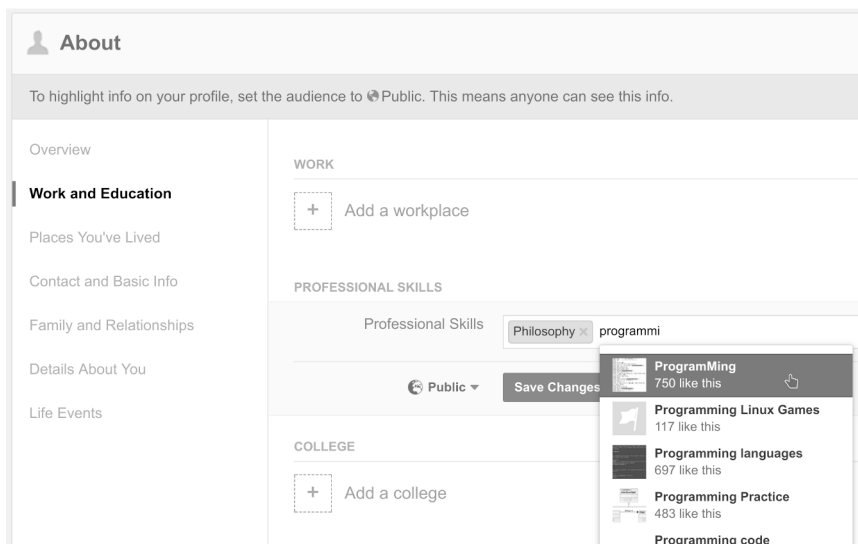 About
To highlight info on your profile, set the audience to Public. This means anyone can see this info.
Overview
Work and Education
Places You've Lived
Contact and Basic Info
Family and Relationships
Details About You
Life Events
WORK
+ Add a workplace
PROFESSIONAL SKILLS
Professional Skills
Philosophy × programmi
Public
Save Changes
ProgramMing
750 like this
Programming Linux Games
117 like this
Programming languages
697 like this
Programming Practice
483 like this
Programming code
COLLEGE
+ Add a college